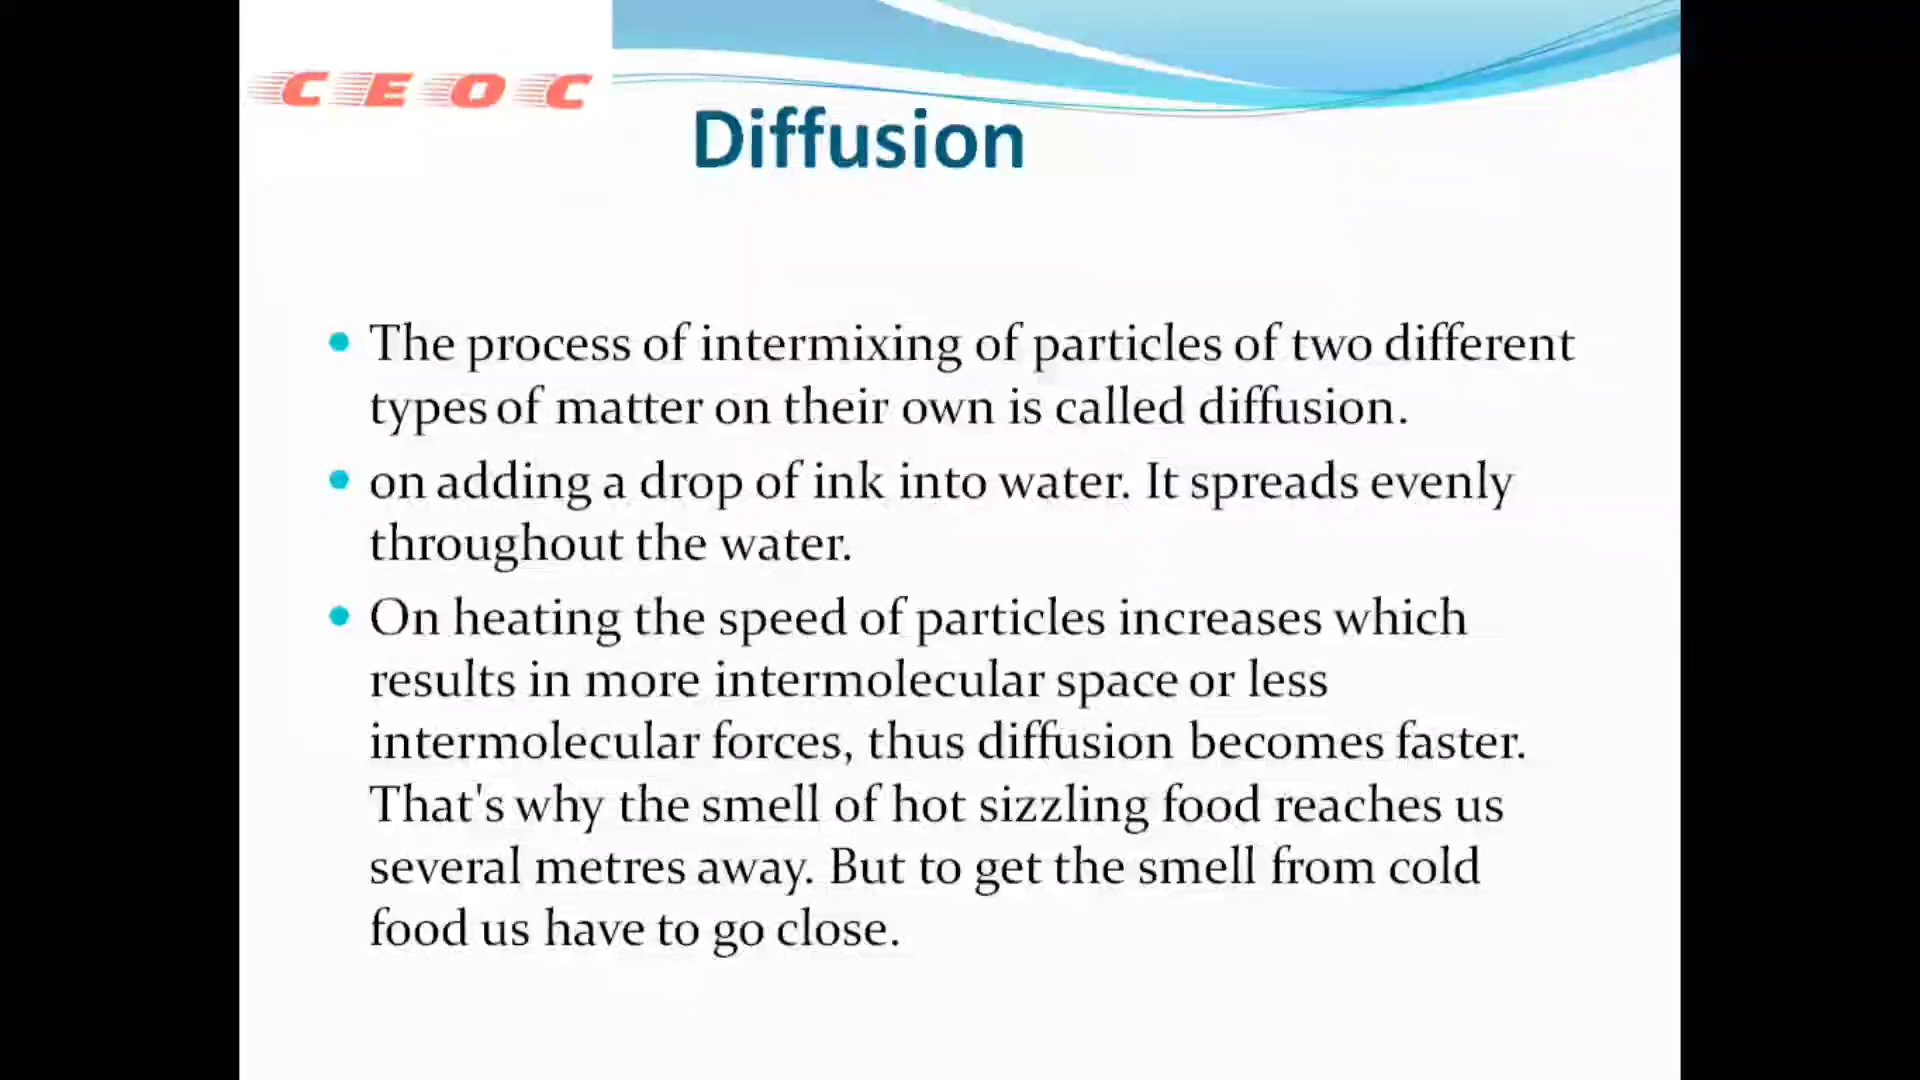 C E O C
Diffusion
• The process of intermixing of particles of two different
types of matter on their own is called diffusion.
• on adding a drop of ink into water. It spreads evenly
throughout the water.
• On heating the speed of particles increases which
results in more intermolecular space or less
intermolecular forces, thus diffusion becomes faster.
That's why the smell of hot sizzling food reaches us
several metres away. But to get the smell from cold
food us have to go close.